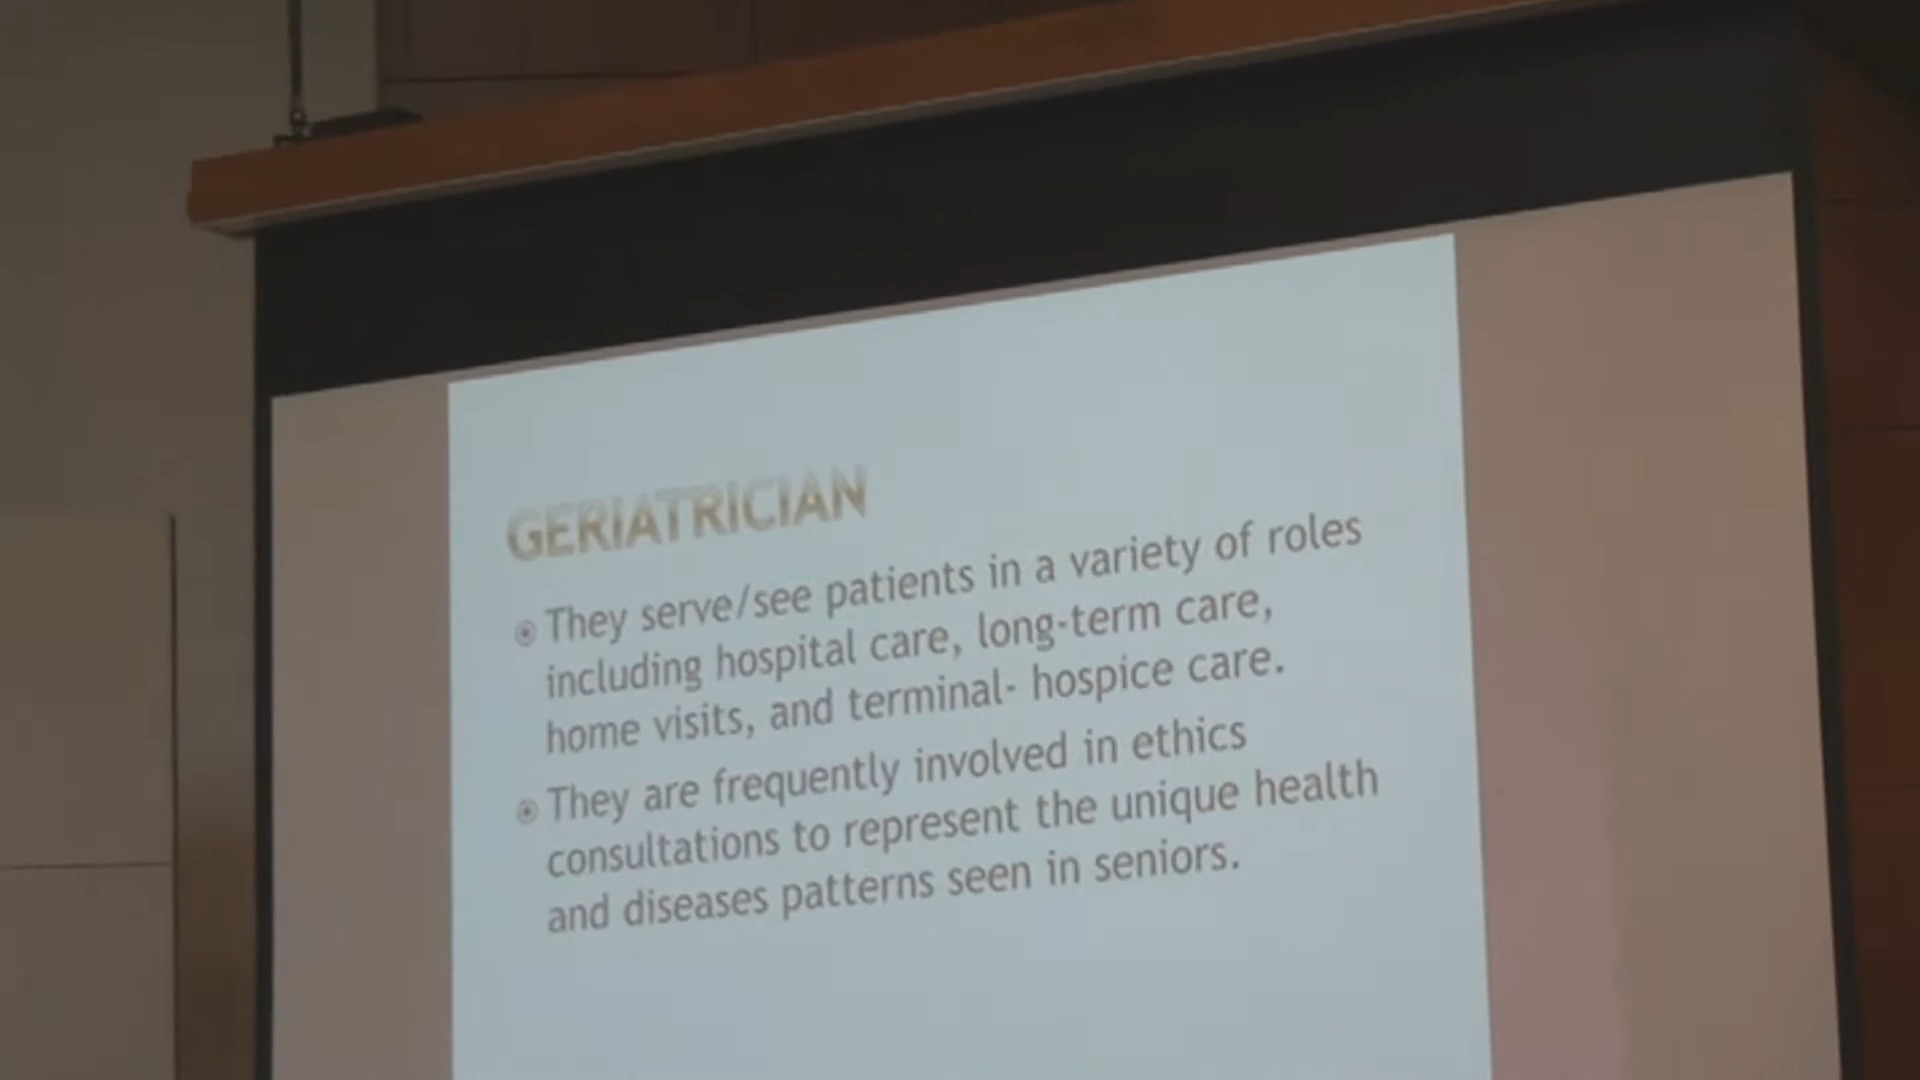 GERIATRICIAN
They serve/see patients in a variety of roles
including hospital care, long-term care,
home visits, and terminal- hospice care.
They are frequently involved in ethics
consultations to represent the unique health
and diseases patterns seen in seniors.